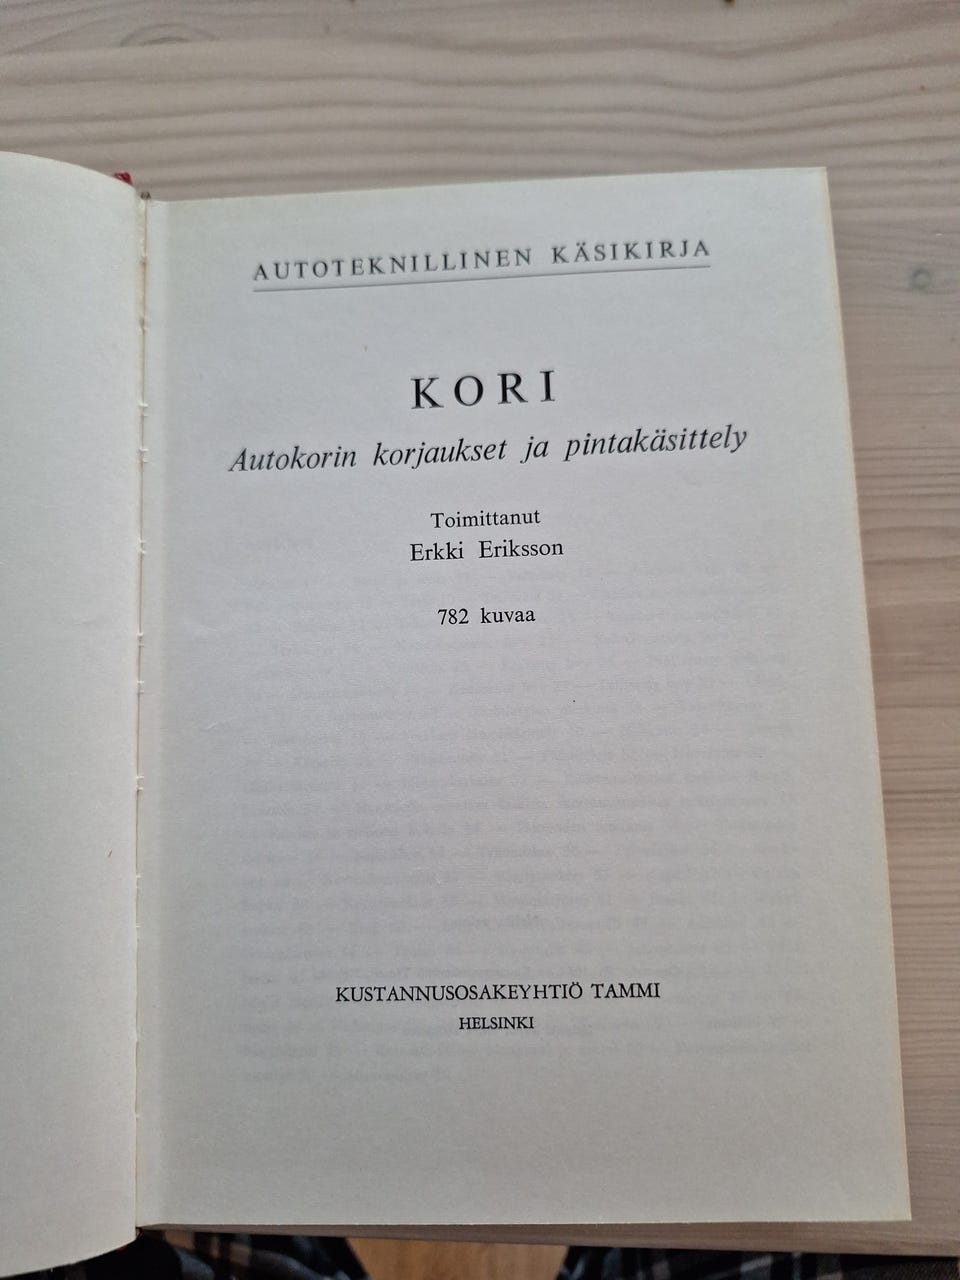 AUTOTEKNILLINEN KÄSIKIRJA
KORI
Autokorin korjaukset ja pintakäsittely
Toimittanut
Erkki Eriksson
782 kuvaa
KUSTANNUSOSAKEYHTIÖ TAMMI
HELSINKI